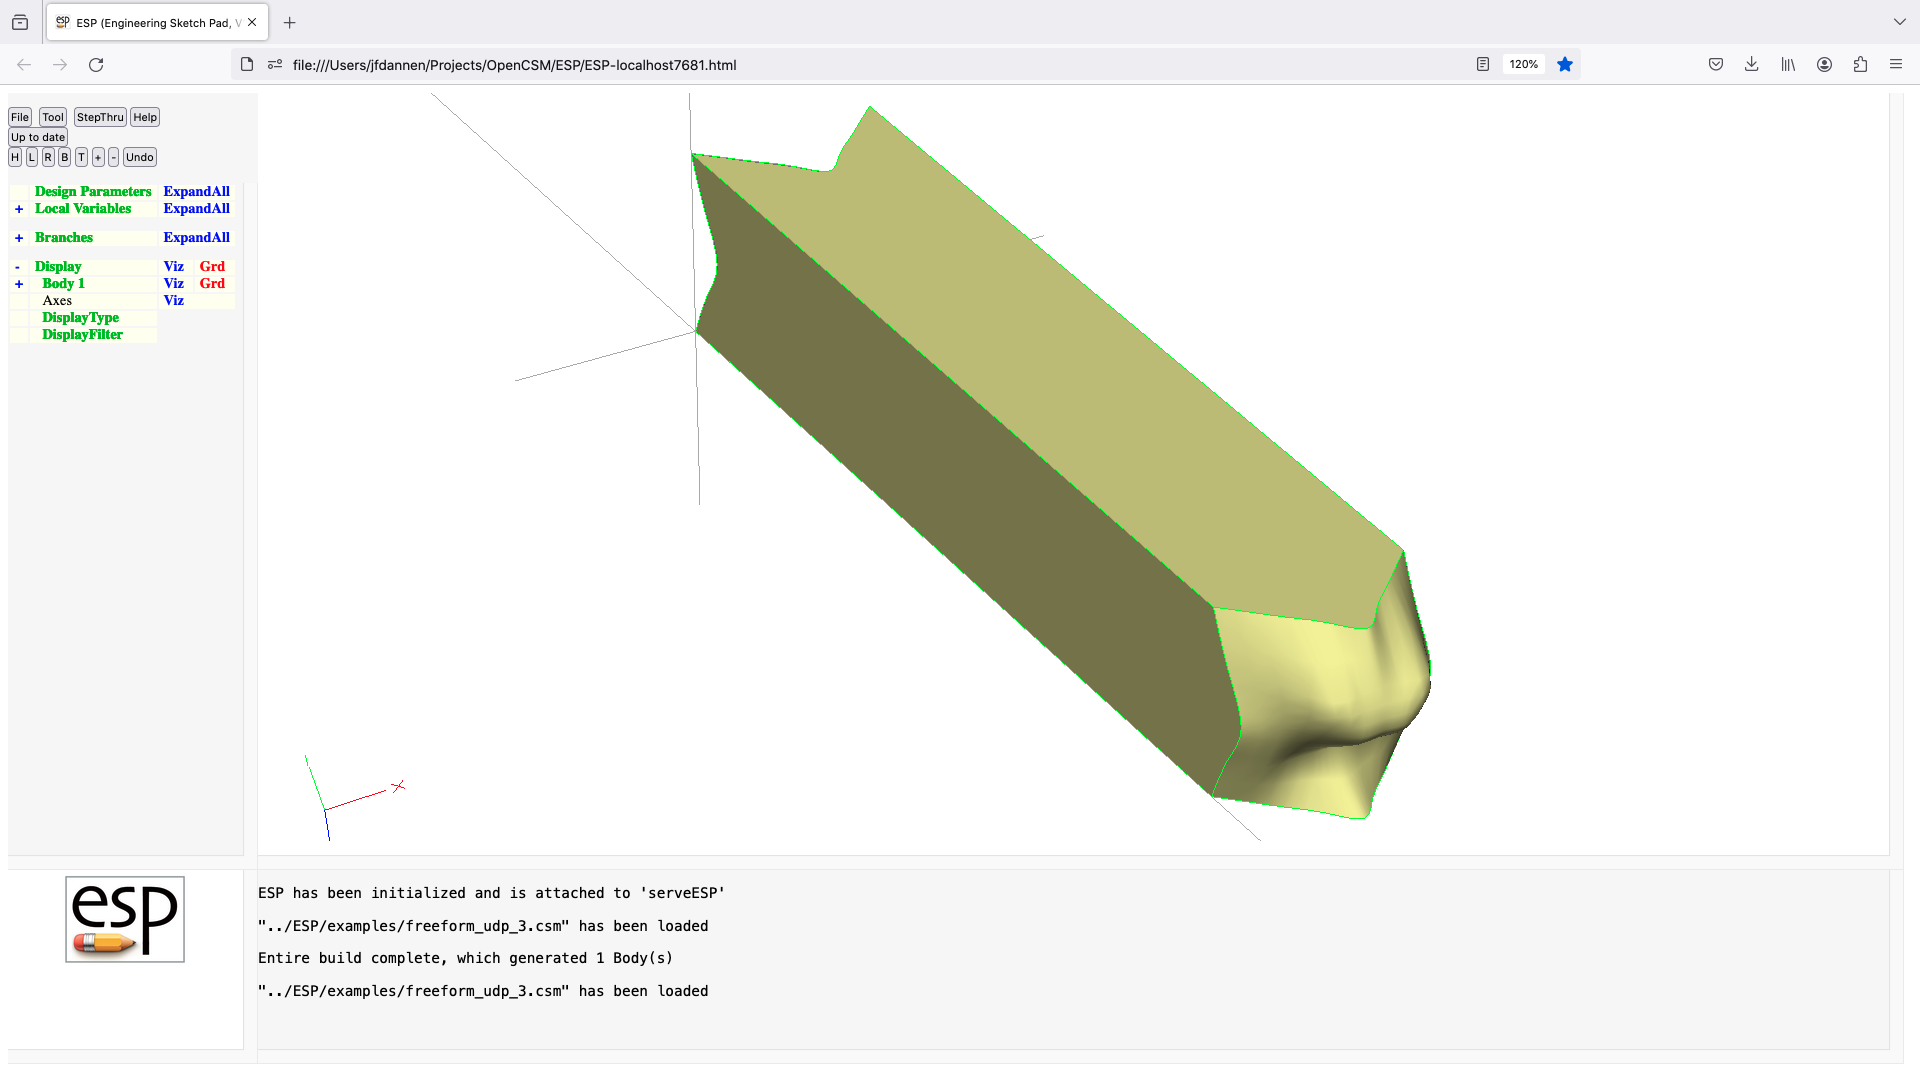 ESP (Engineering Sketch Pad, V
file:///Users/jfdannen/Projects/OpenCSM/ESP/ESP-localhost7681.html
120%
File Tool StepThru Help
Up to date
H L R B T + - Undo
Design Parameters ExpandAll
+ Local Variables ExpandAll
+ Branches ExpandAll
- Display Viz Grd
+ Body 1 Viz Grd
Axes Viz
DisplayType
DisplayFilter
X
esp
ESP has been initialized and is attached to 'serveESP'
"../ESP/examples/freeform_udp_3.csm" has been loaded
Entire build complete, which generated 1 Body(s)
"../ESP/examples/freeform_udp_3.csm" has been loaded